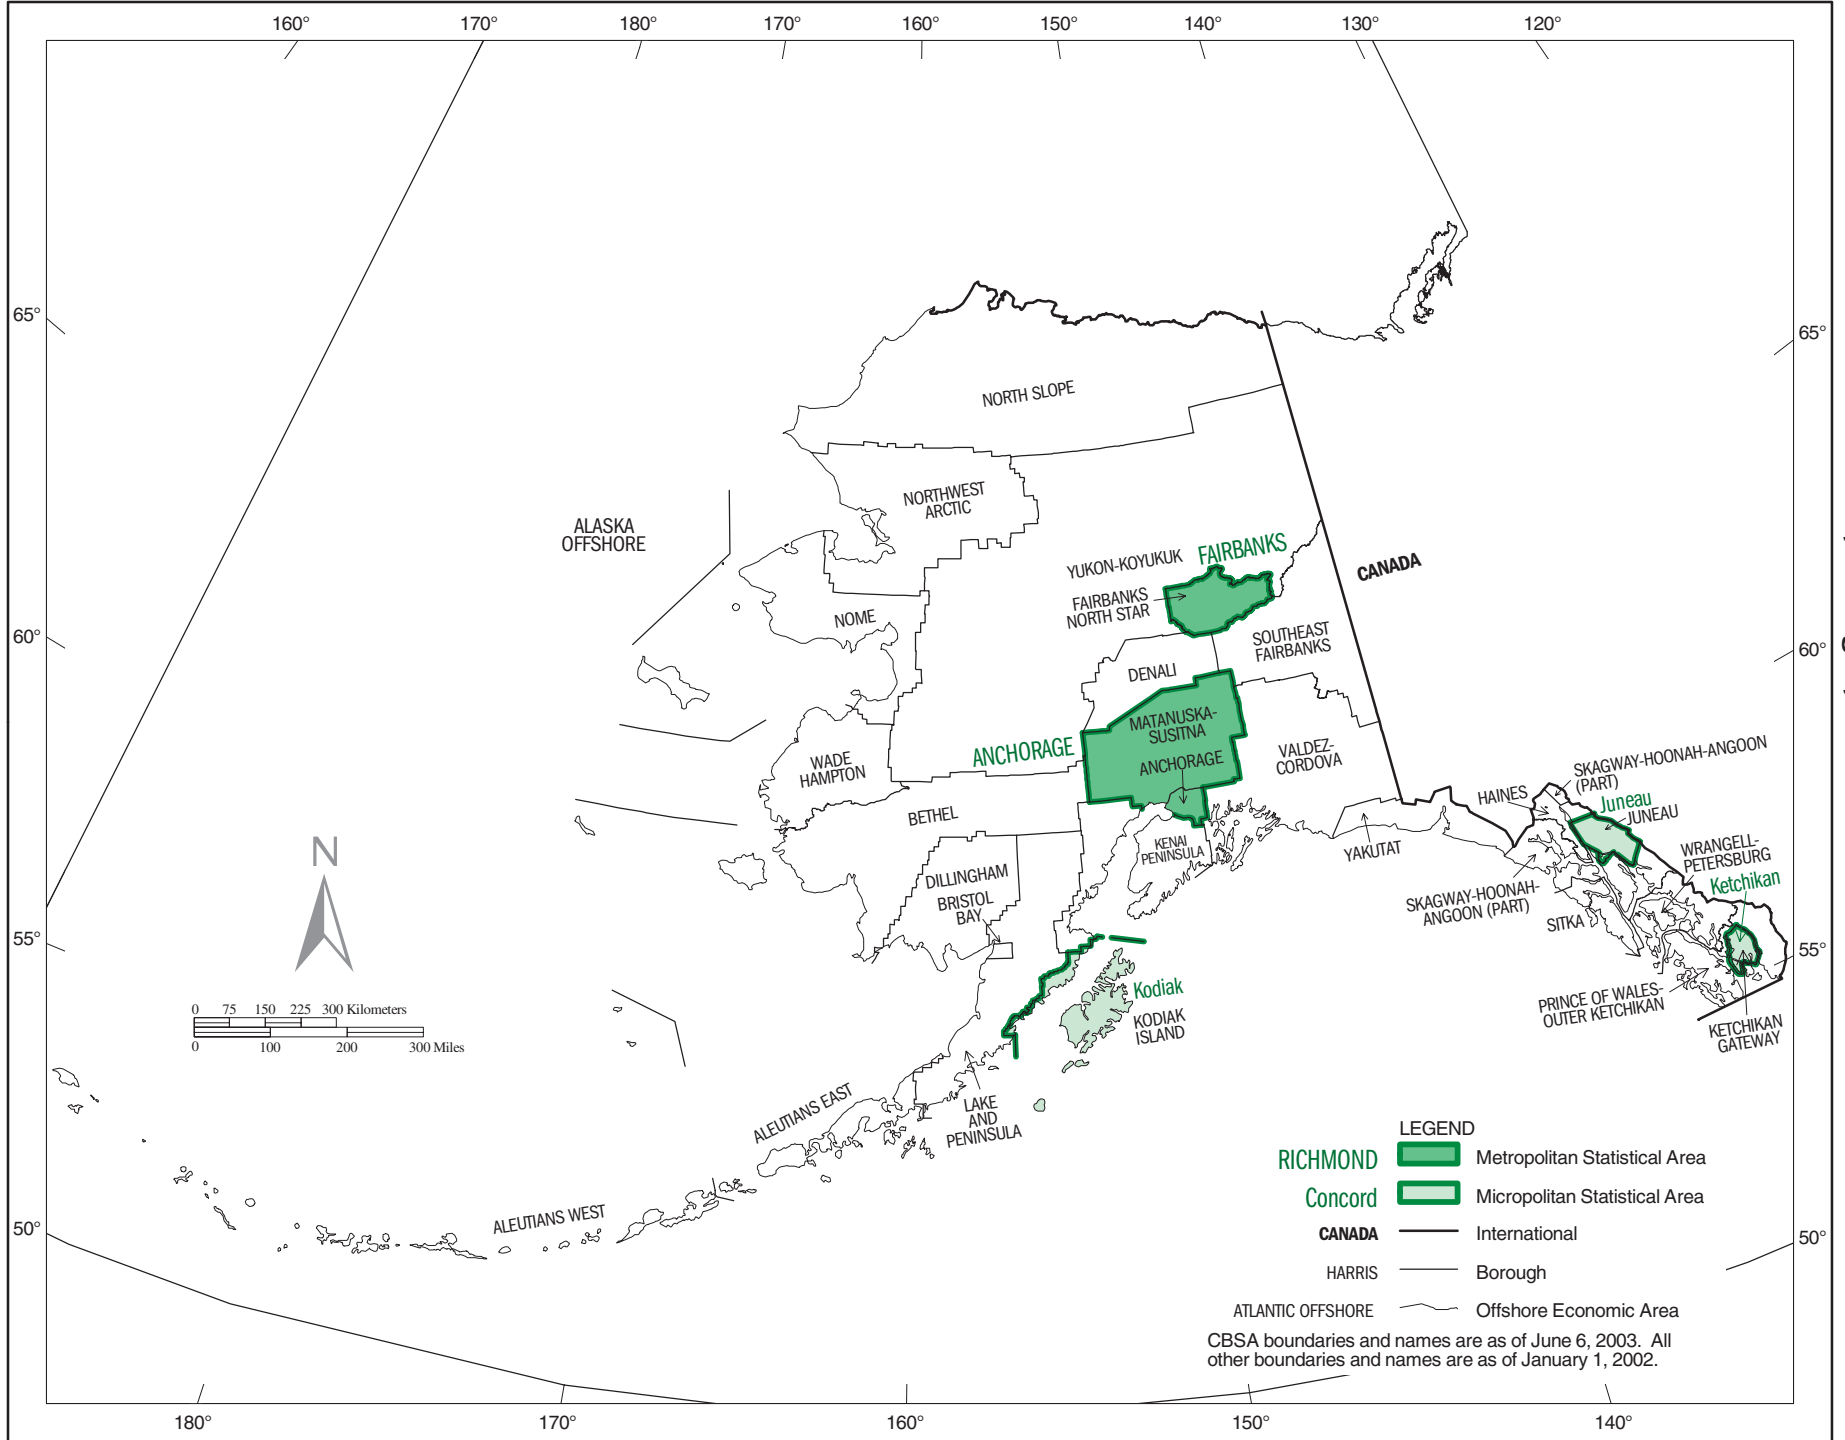 160°
170°
180°
170°
160°
150°
140°
130°
120°
65°
65°
NORTH SLOPE
NORTHWEST
ARCTIC
ALASKA
OFFSHORE
YUKON-KOYUKUK
FAIRBANKS
CANADA
FAIRBANKS
NORTH STAR
NOME
60°
60°
SOUTHEAST
FAIRBANKS
DENALI
MATANUSKA-
SUSITNA
ANCHORAGE
ANCHORAGE
VALDEZ-
CORDOVA
WADE
HAMPTON
BETHEL
SKAGWAY-HOONAH-ANGOON
(PART)
HAINES
Juneau
JUNEAU
KENAI
PENINSULA
YAKUTAT
WRANGELL-
PETERSBURG
Ketchikan
N
DILLINGHAM
BRISTOL
BAY
SKAGWAY-HOONAH-
ANGOON (PART)
SITKA
55°
55°
Kodiak
KODIAK
ISLAND
PRINCE OF WALES-
OUTER KETCHIKAN
KETCHIKAN
GATEWAY
0 75 150 225 300 Kilometers
0 100 200 300 Miles
ALEUTIANS EAST
LAKE
AND
PENINSULA
ALEUTIANS WEST
50°
50°
LEGEND
RICHMOND Metropolitan Statistical Area
Concord Micropolitan Statistical Area
CANADA International
HARRIS Borough
ATLANTIC OFFSHORE Offshore Economic Area
CBSA boundaries and names are as of June 6, 2003. All
other boundaries and names are as of January 1, 2002.
180°
170°
160°
150°
140°